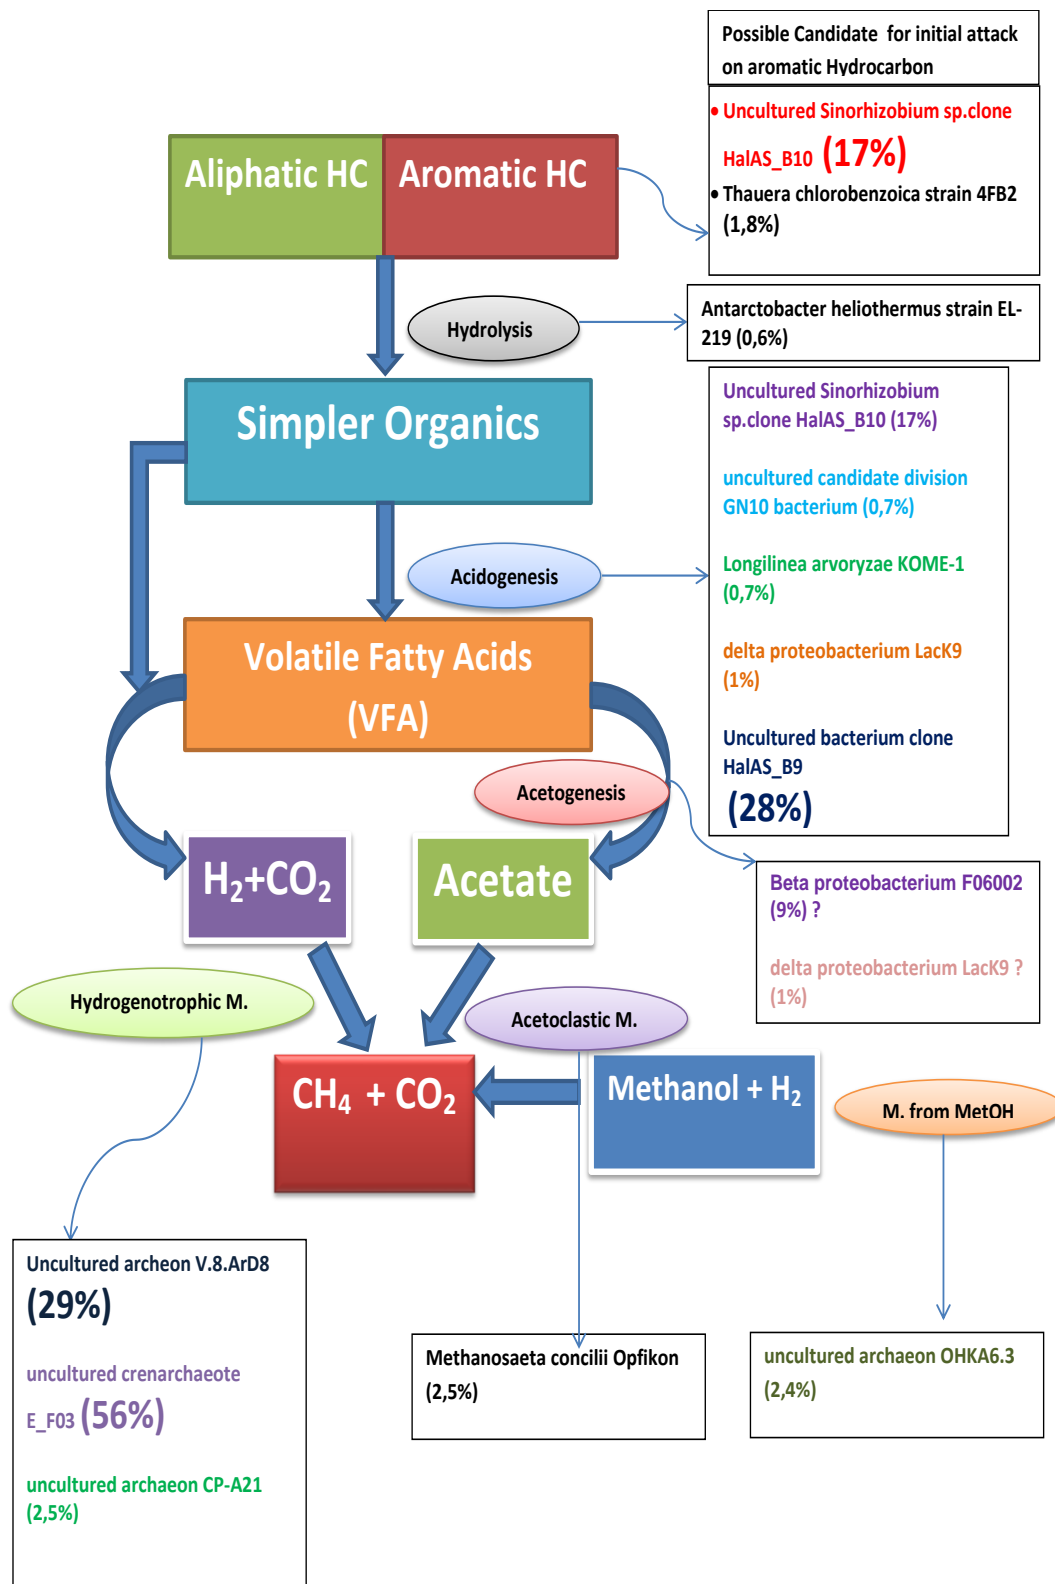 Possible Candidate for initial attack
on aromatic Hydrocarbon
• Uncultured Sinorhizobium sp.clone
HalAS_B10 (17%)
• Thauera chlorobenzoica strain 4FB2
(1,8%)
Aliphatic HC
Aromatic HC
Hydrolysis
Antarctobacter heliothermus strain EL-
219 (0,6%)
Simpler Organics
Uncultured Sinorhizobium
sp.clone HalAS_B10 (17%)
uncultured candidate division
GN10 bacterium (0,7%)
Longilinea arvoryzae KOME-1
(0,7%)
delta proteobacterium LacK9
(1%)
Uncultured bacterium clone
HalAS_B9
(28%)
Acidogenesis
Volatile Fatty Acids
(VFA)
Acetogenesis
H₂+CO₂
Acetate
Beta proteobacterium F06002
(9%) ?
delta proteobacterium LacK9 ?
(1%)
Hydrogenotrophic M.
Acetoclastic M.
CH₄ + CO₂
Methanol + H₂
M. from MetOH
Uncultured archeon V.8.ArD8
(29%)
uncultured crenarchaeote
E_F03 (56%)
uncultured archaeon CP-A21
(2,5%)
Methanosaeta concilii Opfikon
(2,5%)
uncultured archaeon OHKA6.3
(2,4%)